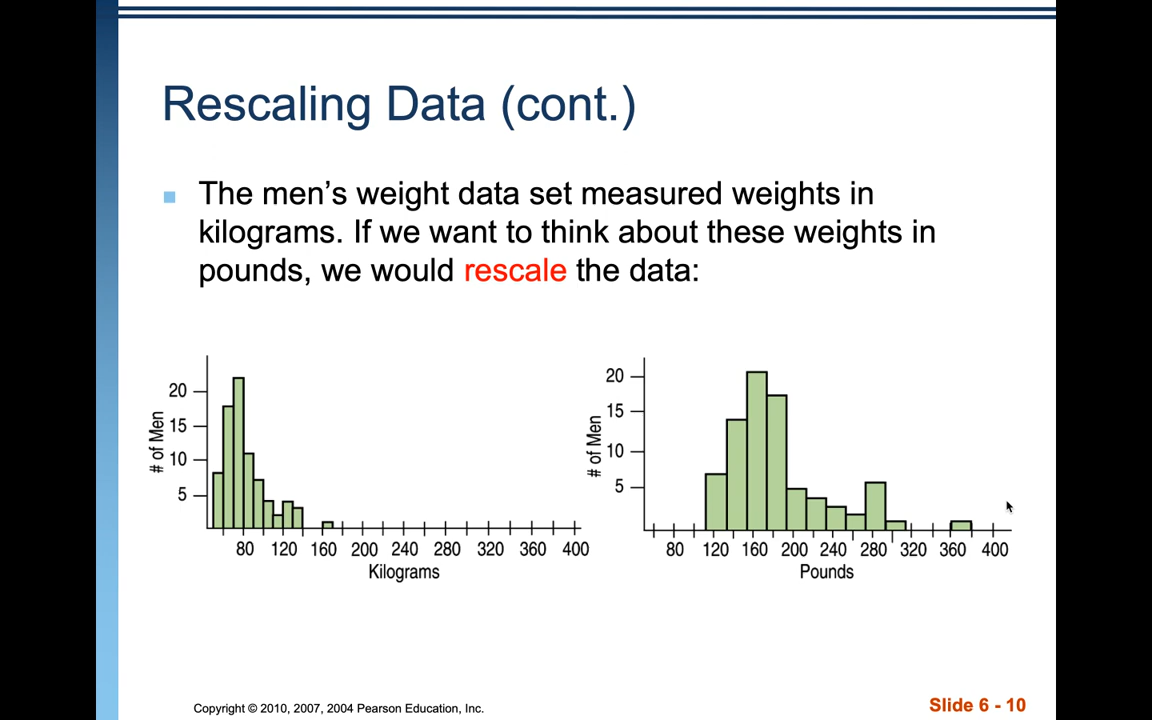 Rescaling Data (cont.)
The men's weight data set measured weights in
kilograms. If we want to think about these weights in
pounds, we would rescale the data:
20
15
10
5
# of Men
80 120 160 200 240 280 320 360 400
Kilograms
20
15
10
5
# of Men
80 120 160 200 240 280 320 360 400
Pounds
Copyright © 2010, 2007, 2004 Pearson Education, Inc.
Slide 6 - 10